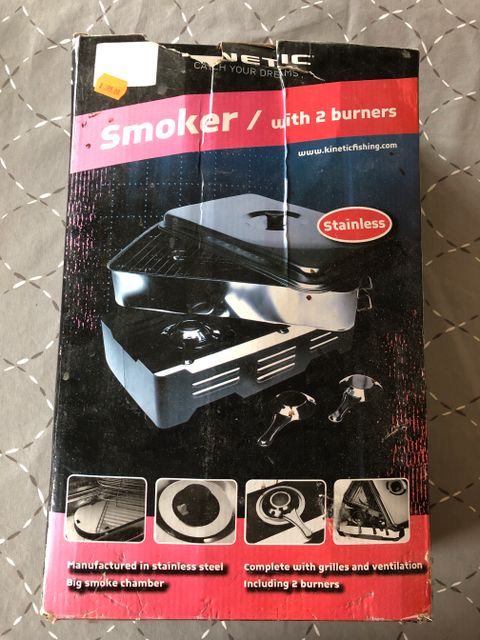 KINETIC
CATCH YOUR DREAMS
Smoker / with 2 burners
www.kineticfishing.com
Stainless
Manufactured in stainless steel
Big smoke chamber
Complete with grilles and ventilation
Including 2 burners